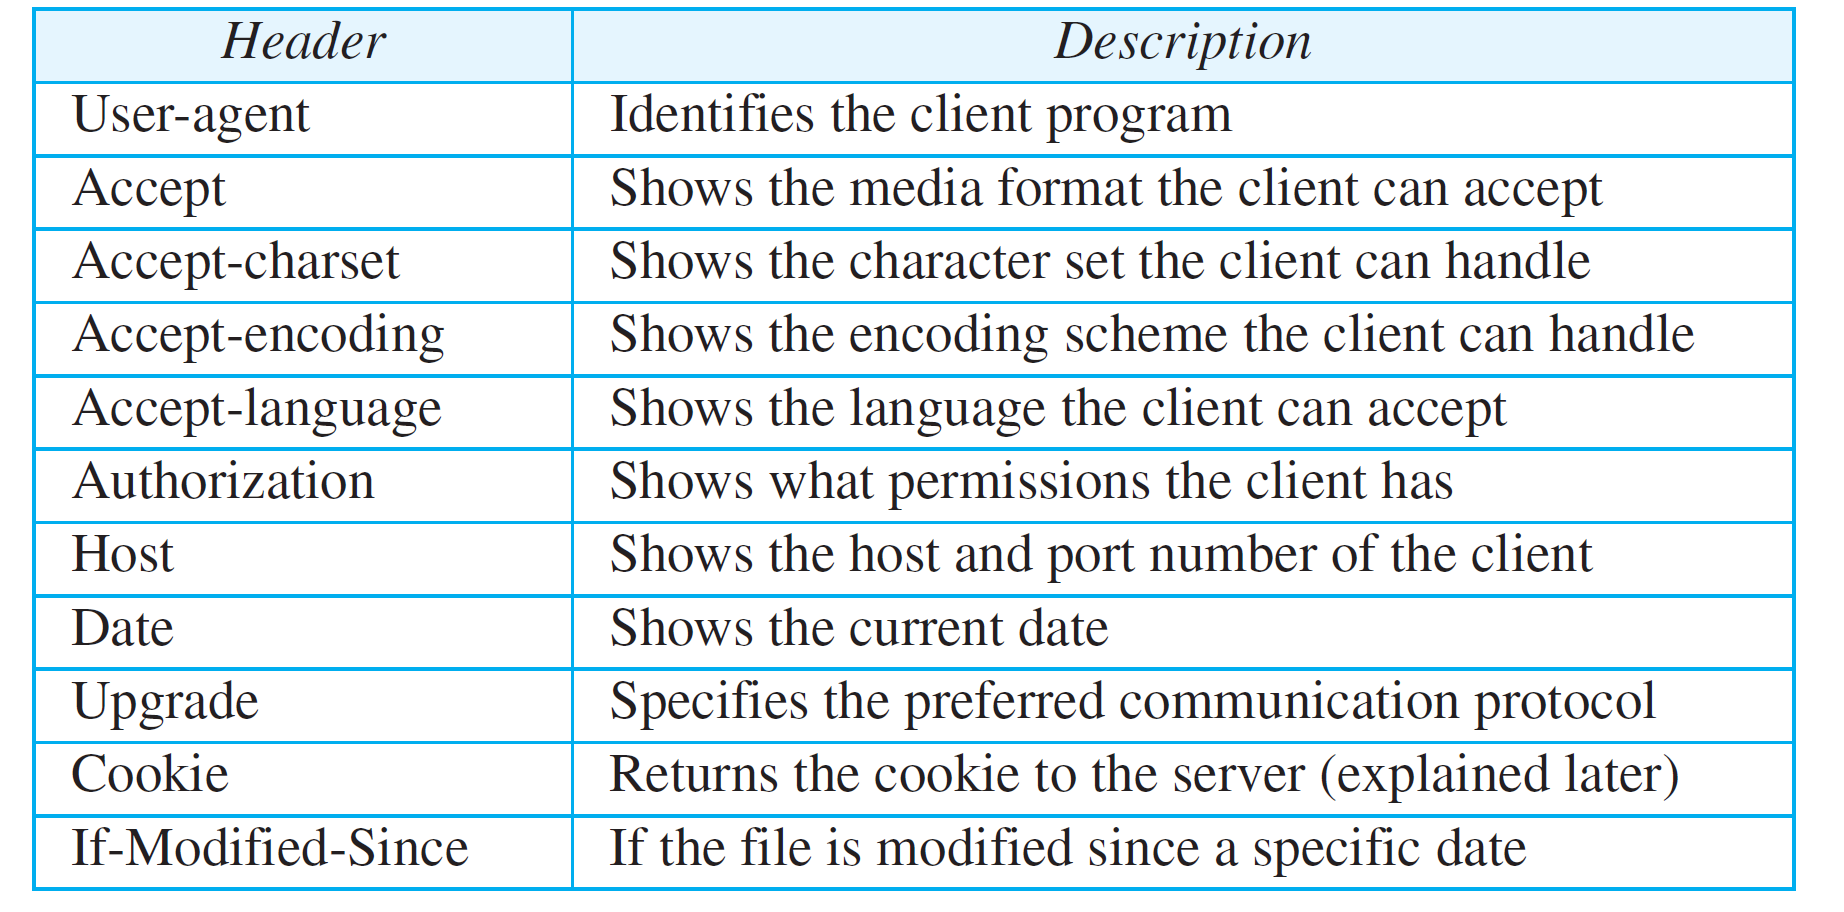 Header Description
User-agent Identifies the client program
Accept Shows the media format the client can accept
Accept-charset Shows the character set the client can handle
Accept-encoding Shows the encoding scheme the client can handle
Accept-language Shows the language the client can accept
Authorization Shows what permissions the client has
Host Shows the host and port number of the client
Date Shows the current date
Upgrade Specifies the preferred communication protocol
Cookie Returns the cookie to the server (explained later)
If-Modified-Since If the file is modified since a specific date